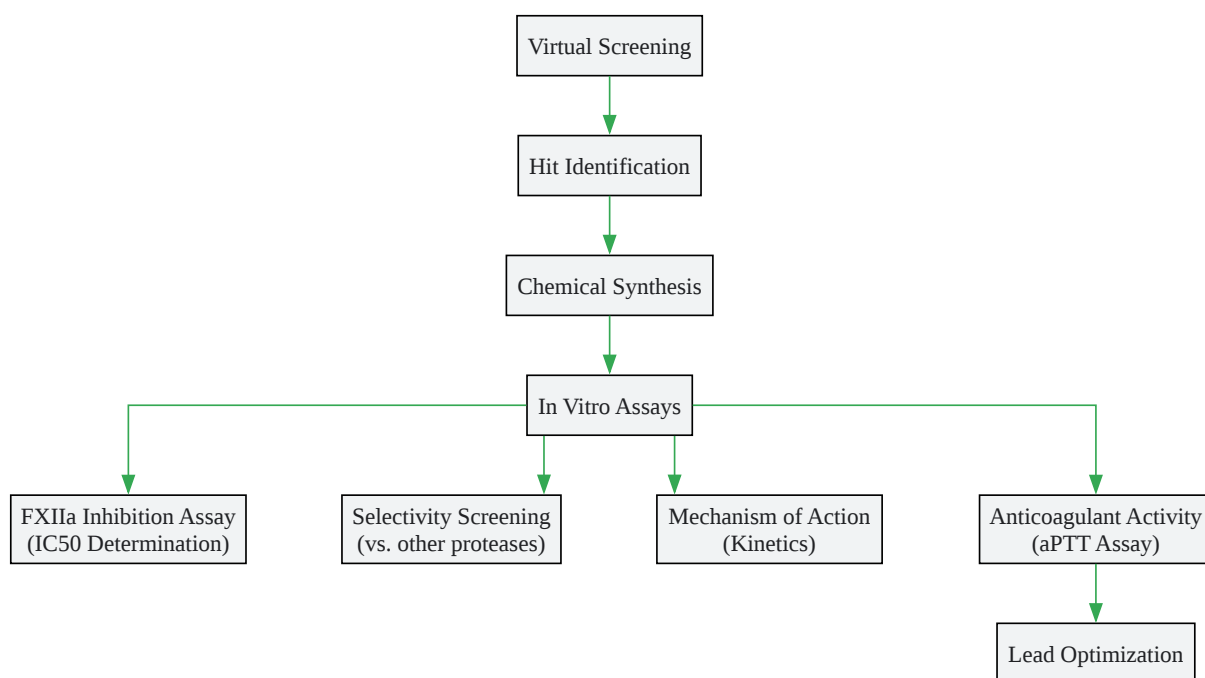 Virtual Screening
Hit Identification
Chemical Synthesis
In Vitro Assays
FXIIa Inhibition Assay
(IC50 Determination)
Selectivity Screening
(vs. other proteases)
Mechanism of Action
(Kinetics)
Anticoagulant Activity
(aPTT Assay)
Lead Optimization